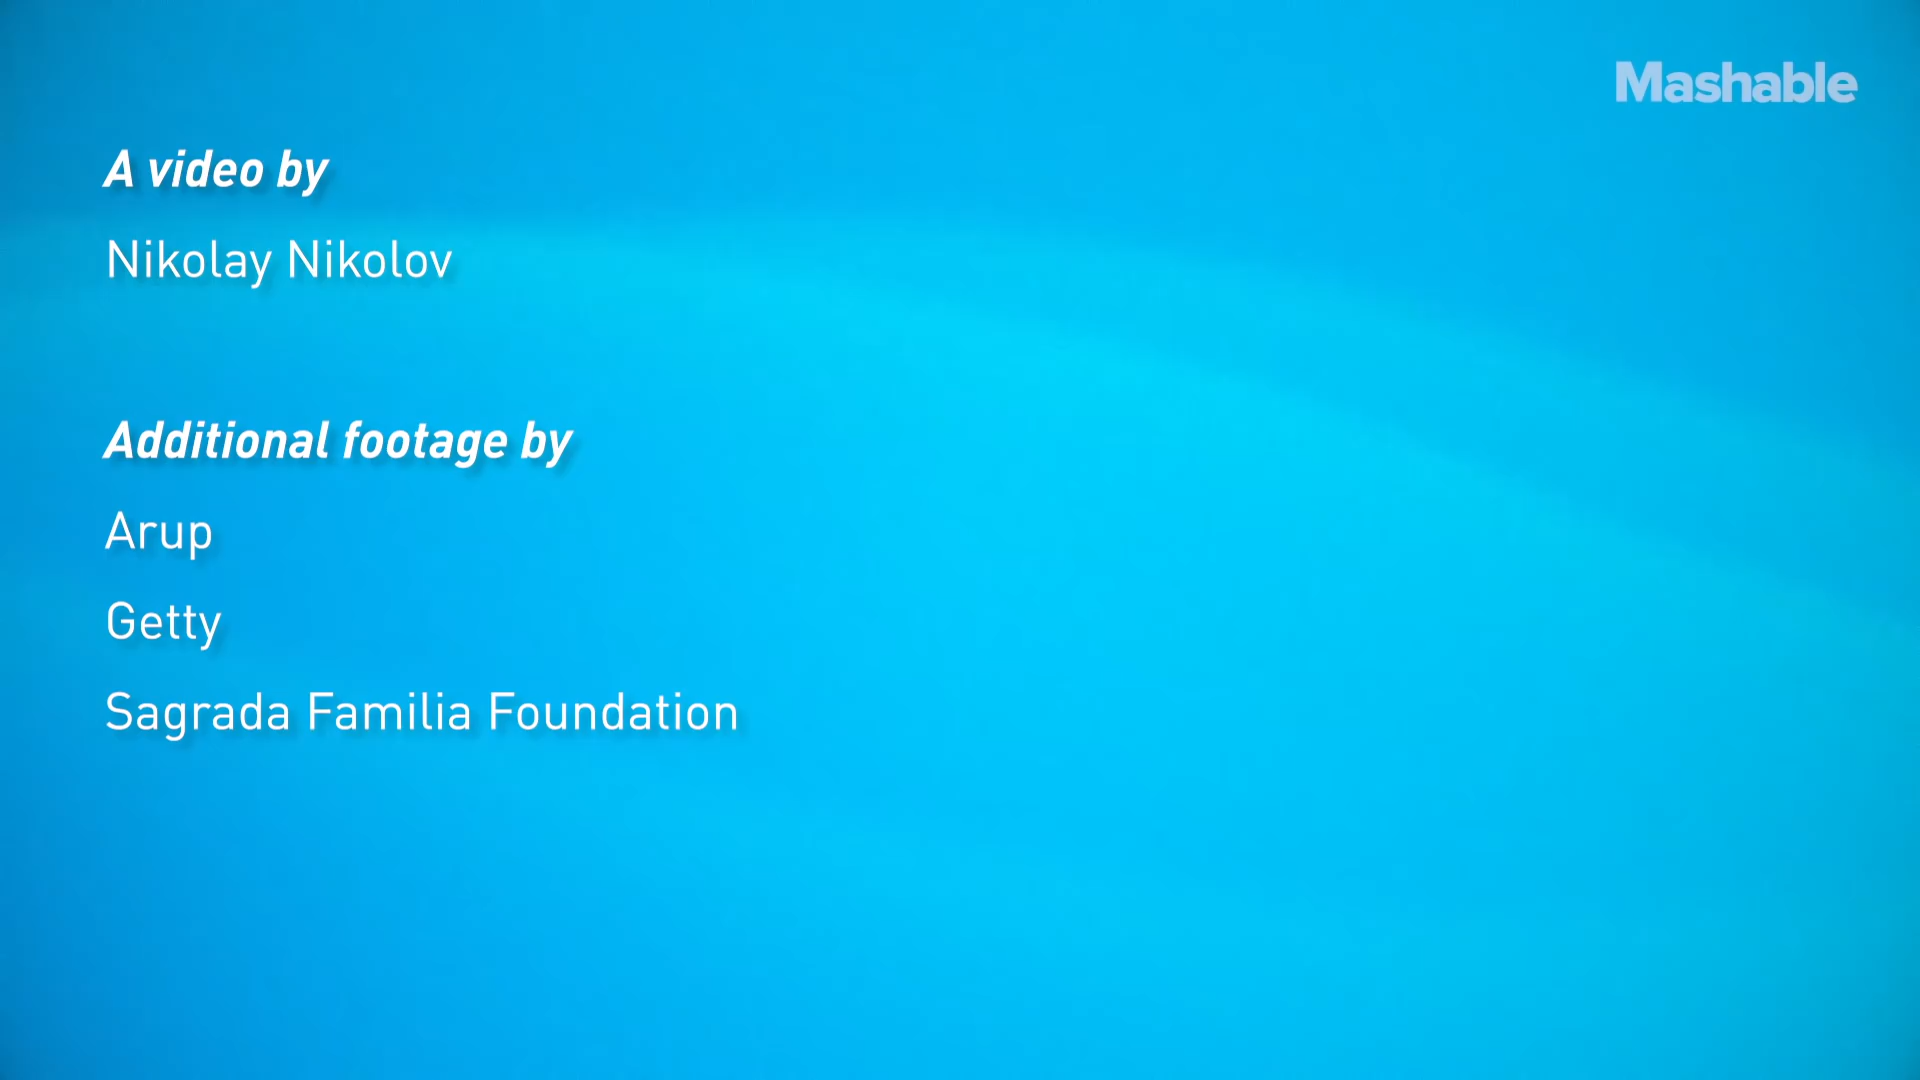 Mashable
A video by
Nikolay Nikolov
Additional footage by
Arup
Getty
Sagrada Familia Foundation